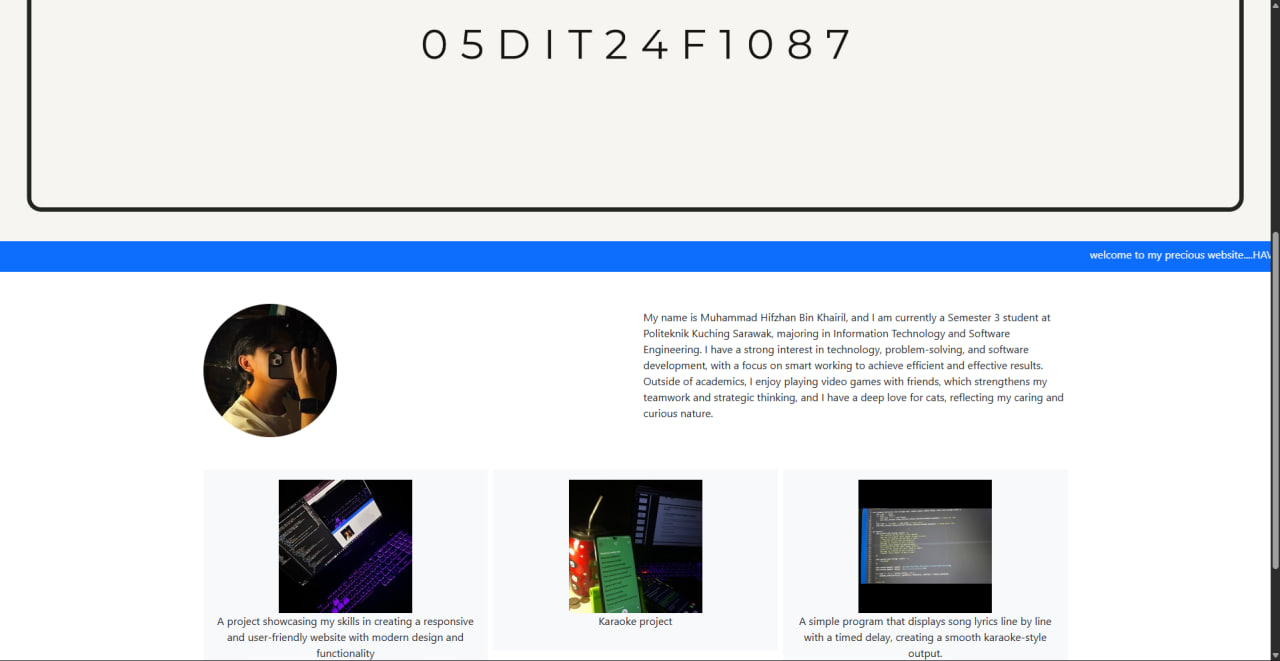 05DIT24F1087
welcome to my precious website....HAV
My name is Muhammad Hifzhan Bin Khairil, and I am currently a Semester 3 student at
Politeknik Kuching Sarawak, majoring in Information Technology and Software
Engineering. I have a strong interest in technology, problem-solving, and software
development, with a focus on smart working to achieve efficient and effective results.
Outside of academics, I enjoy playing video games with friends, which strengthens my
teamwork and strategic thinking, and I have a deep love for cats, reflecting my caring and
curious nature.
A project showcasing my skills in creating a responsive
and user-friendly website with modern design and
functionality
Karaoke project
A simple program that displays song lyrics line by line
with a timed delay, creating a smooth karaoke-style
output.